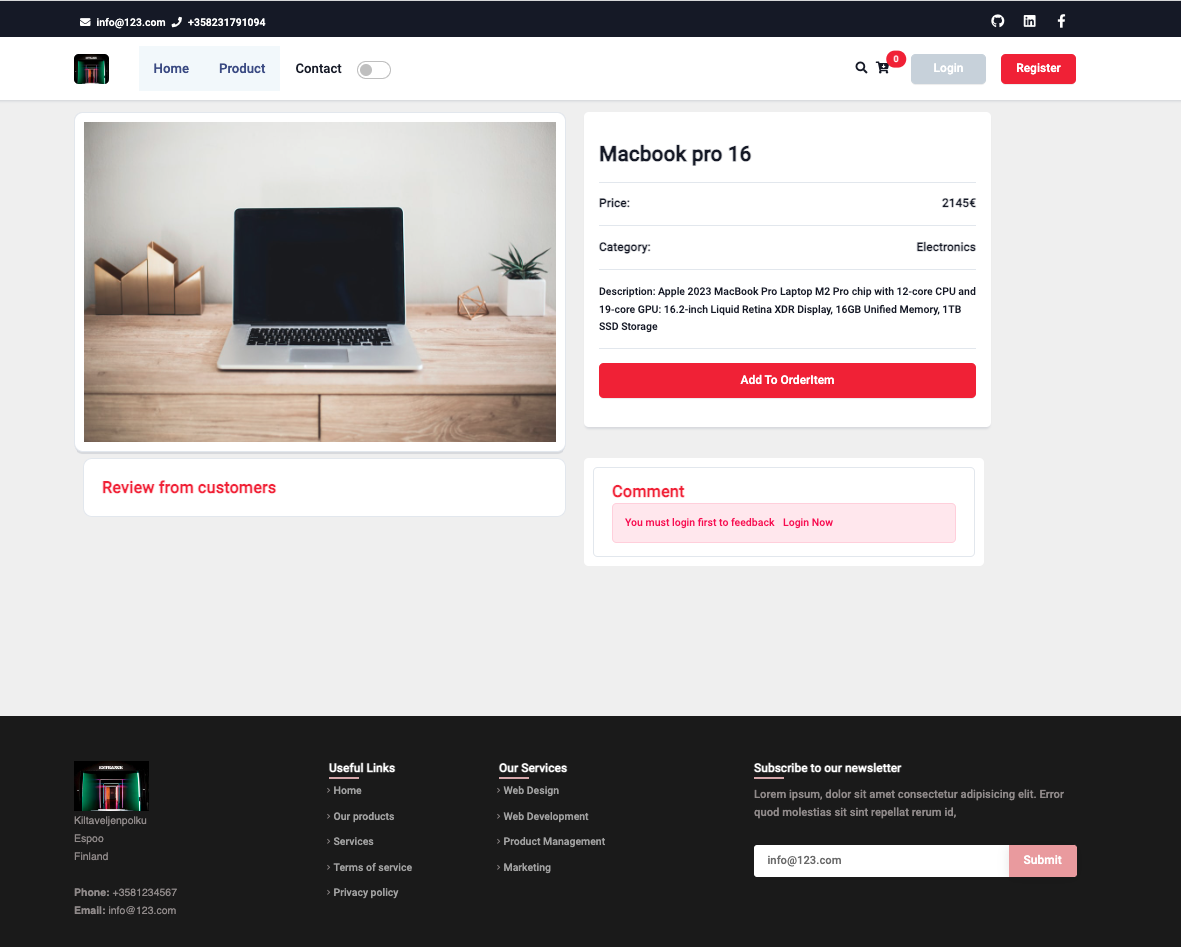 info@123.com +358231791094
Home Product Contact
0
Login Register
Macbook pro 16
Price: 2145€
Category: Electronics
Description: Apple 2023 MacBook Pro Laptop M2 Pro chip with 12-core CPU and
19-core GPU: 16.2-inch Liquid Retina XDR Display, 16GB Unified Memory, 1TB
SSD Storage
Add To OrderItem
Review from customers
Comment
You must login first to feedback Login Now
Kiltaveljenpolku
Espoo
Finland
Phone: +3581234567
Email: info@123.com
Useful Links
Home
Our products
Services
Terms of service
Privacy policy
Our Services
Web Design
Web Development
Product Management
Marketing
Subscribe to our newsletter
Lorem ipsum, dolor sit amet consectetur adipisicing elit. Error
quod molestias sit sint repellat rerum id,
info@123.com Submit